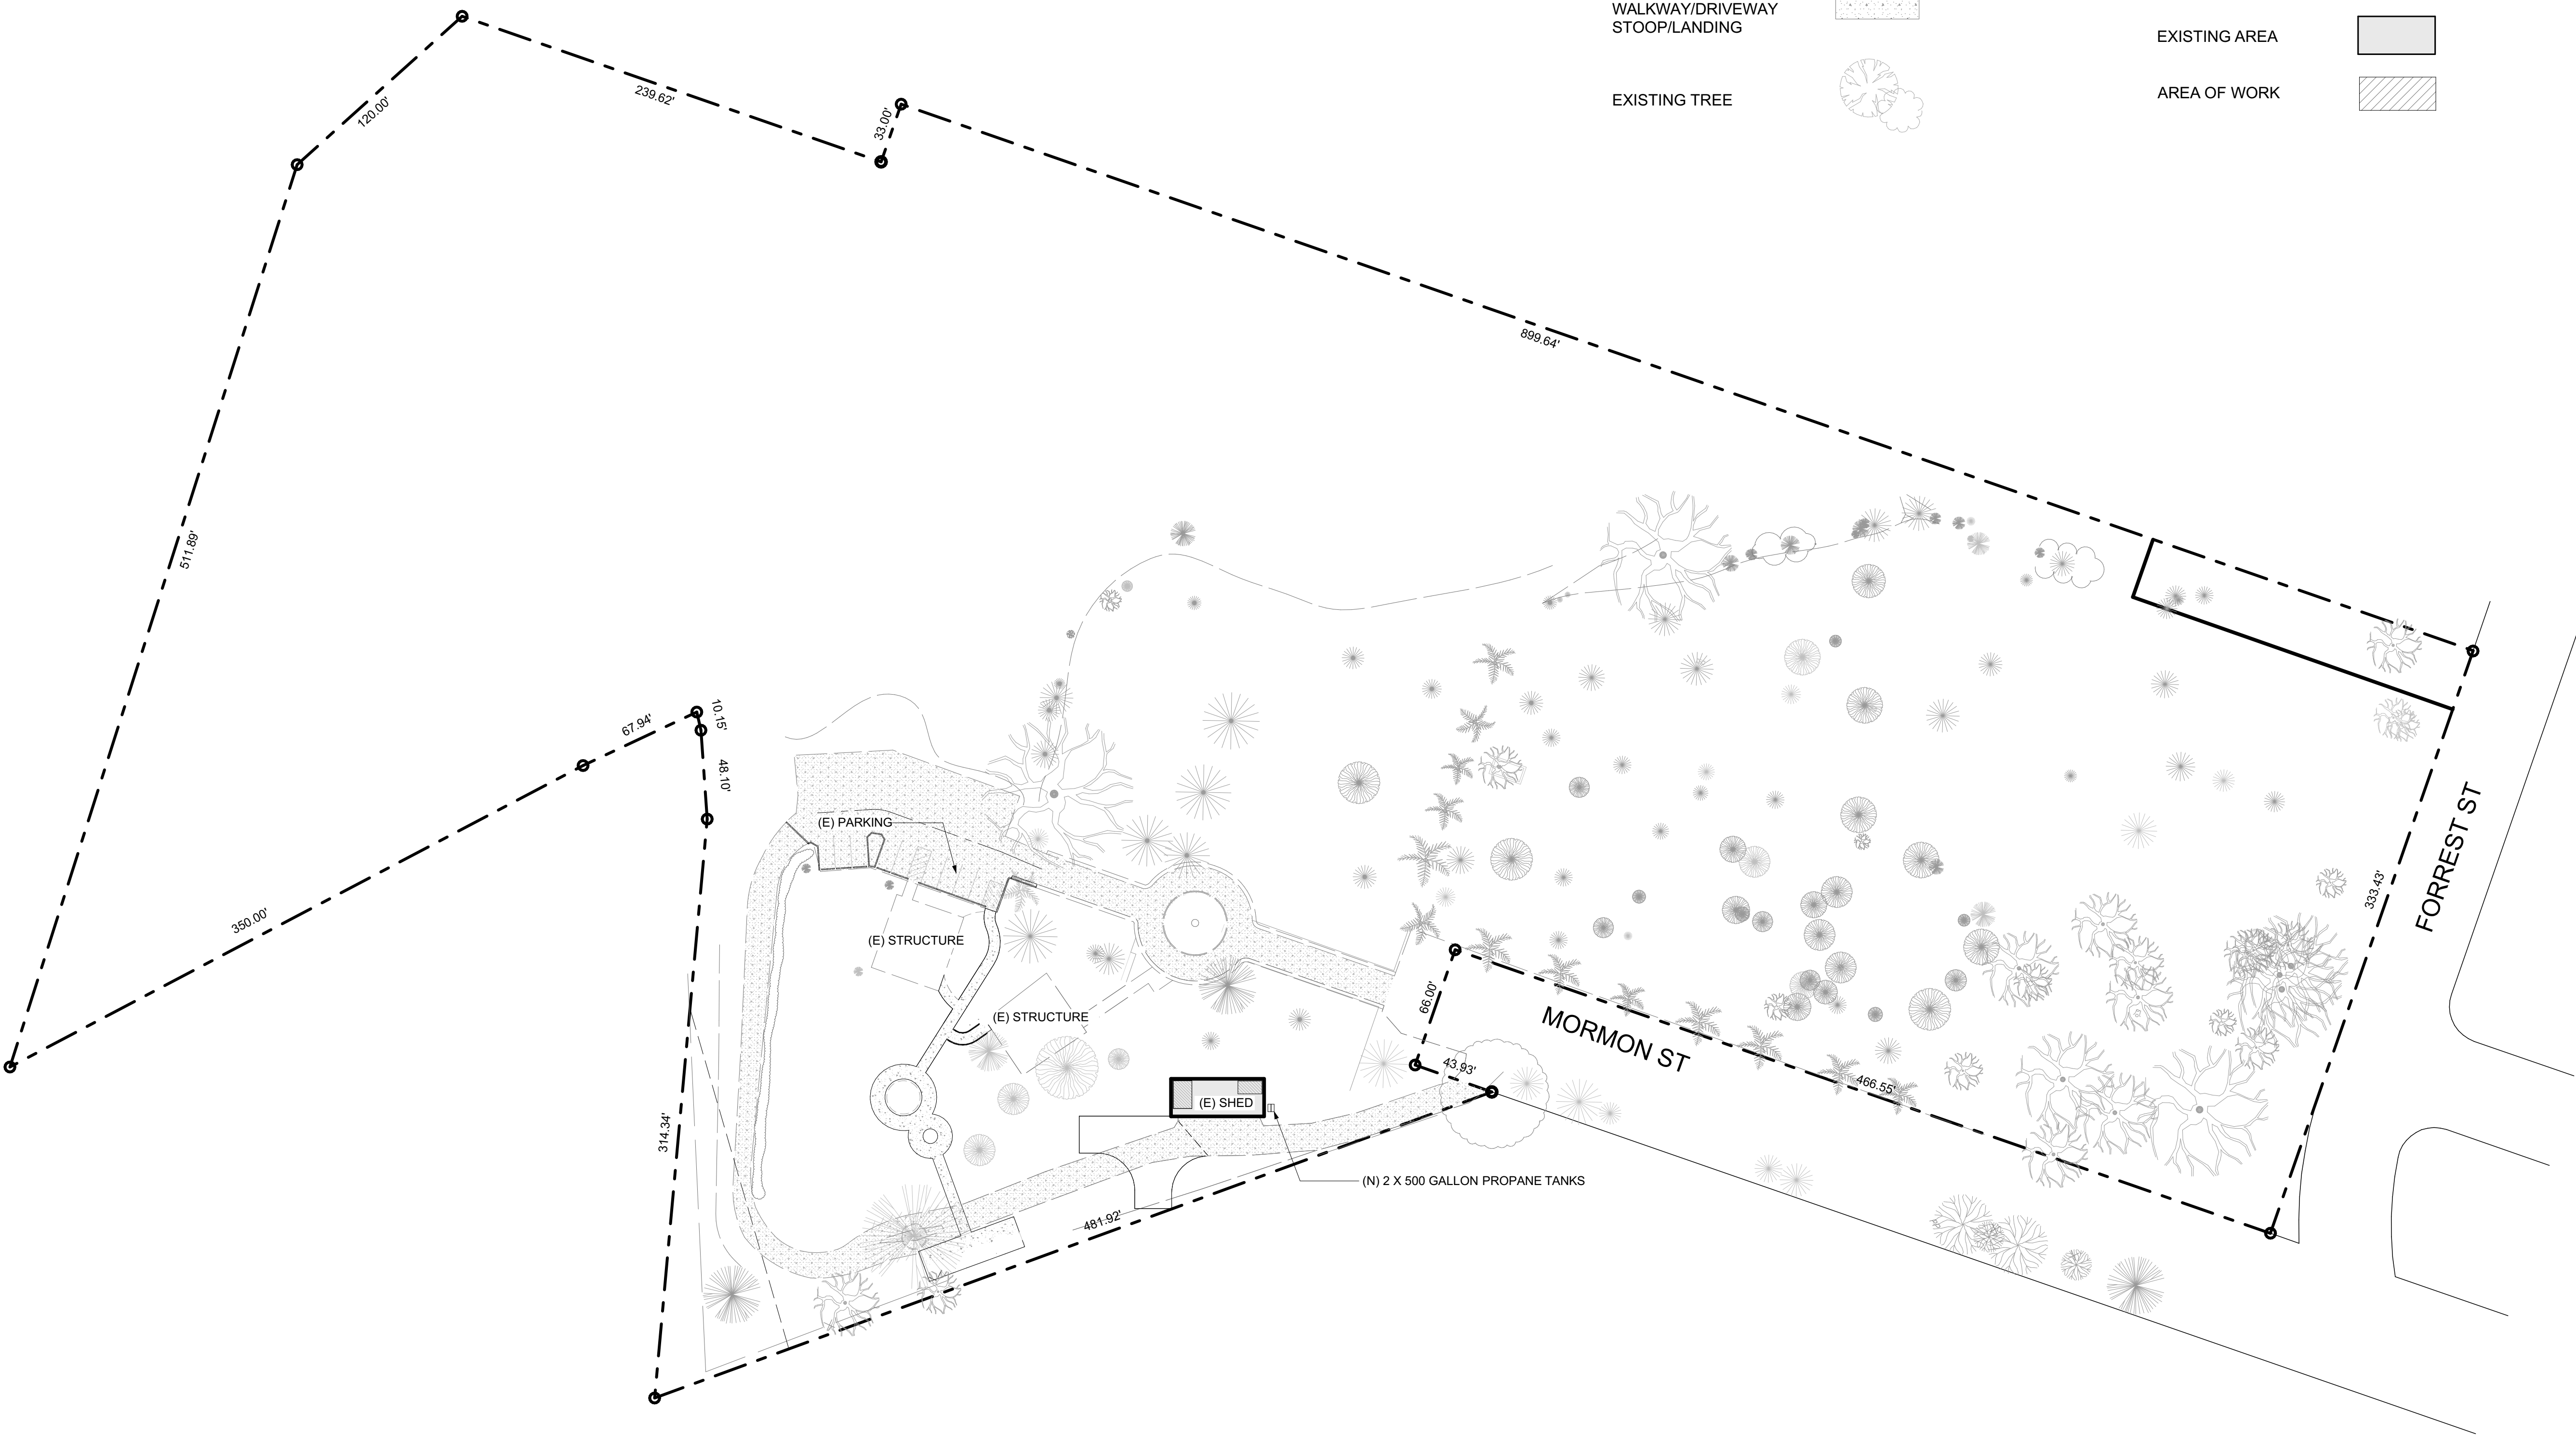 WALKWAY/DRIVEWAY
STOOP/LANDING
EXISTING AREA
AREA OF WORK
EXISTING TREE
120.00'
239.62'
33.00'
899.64'
511.89'
10.15'
67.94'
48.10'
(E) PARKING
FORREST ST
333.43'
350.00'
(E) STRUCTURE
66.00'
(E) STRUCTURE
MORMON ST
43.93'
466.55'
(E) SHED
314.34'
(N) 2 X 500 GALLON PROPANE TANKS
481.92'